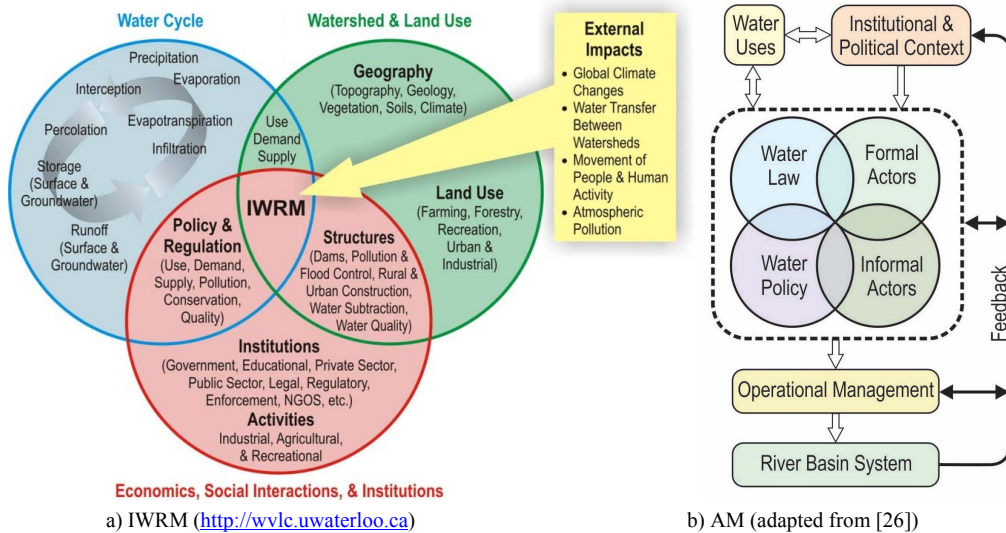 Water Cycle
Precipitation
Evaporation
Interception
Evapotranspiration
Percolation
Infiltration
Storage
(Surface &
Groundwater)
Runoff
(Surface &
Groundwater)
Watershed & Land Use
Geography
(Topography, Geology,
Vegetation, Soils, Climate)
Use
Demand
Supply
IWRM
Land Use
(Farming, Forestry,
Recreation,
Urban &
Industrial)
Policy &
Regulation
(Use, Demand,
Supply, Pollution,
Conservation,
Quality)
Structures
(Dams, Pollution &
Flood Control, Rural &
Urban Construction,
Water Subtraction,
Water Quality)
Institutions
(Government, Educational, Private Sector,
Public Sector, Legal, Regulatory,
Enforcement, NGOS, etc.)
Activities
Industrial, Agricultural,
& Recreational
Economics, Social Interactions, & Institutions
External
Impacts
• Global Climate
Changes
• Water Transfer
Between
Watersheds
• Movement of
People & Human
Activity
• Atmospheric
Pollution
a) IWRM (http://wvlc.uwaterloo.ca)
Water
Uses
Institutional &
Political Context
Water
Law
Formal
Actors
Water
Policy
Informal
Actors
Feedback
Operational Management
River Basin System
b) AM (adapted from [26])